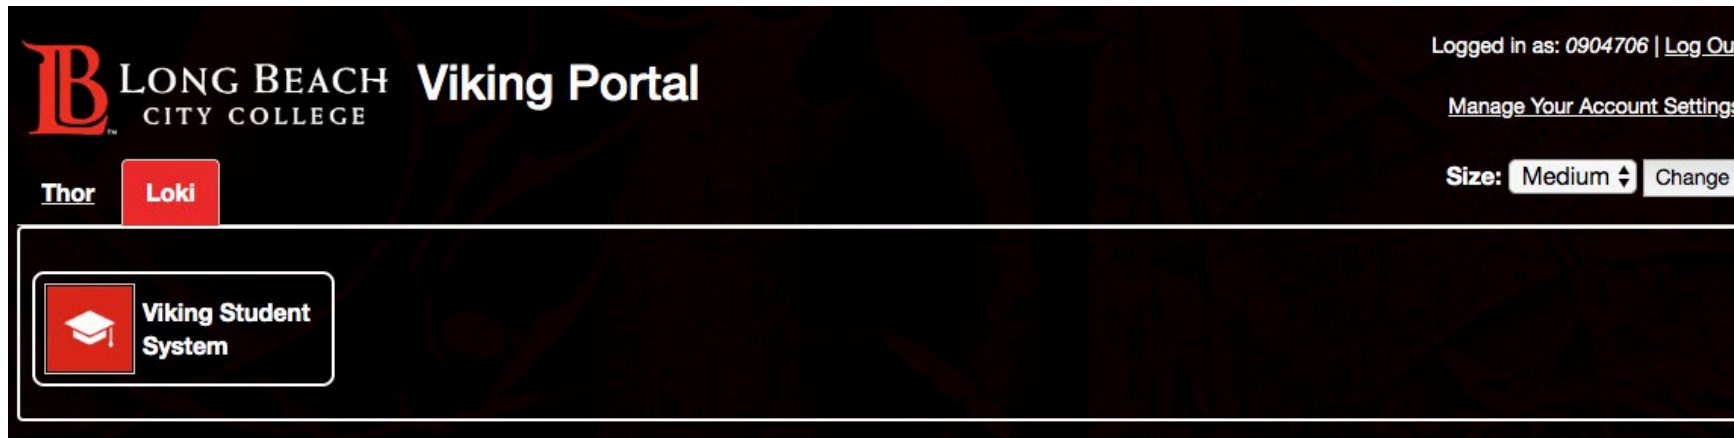 LONG BEACH
CITY COLLEGE
Viking Portal
Logged in as: 0904706 | Log Ou
Manage Your Account Settings
Thor
Loki
Size: Medium Change
Viking Student
System